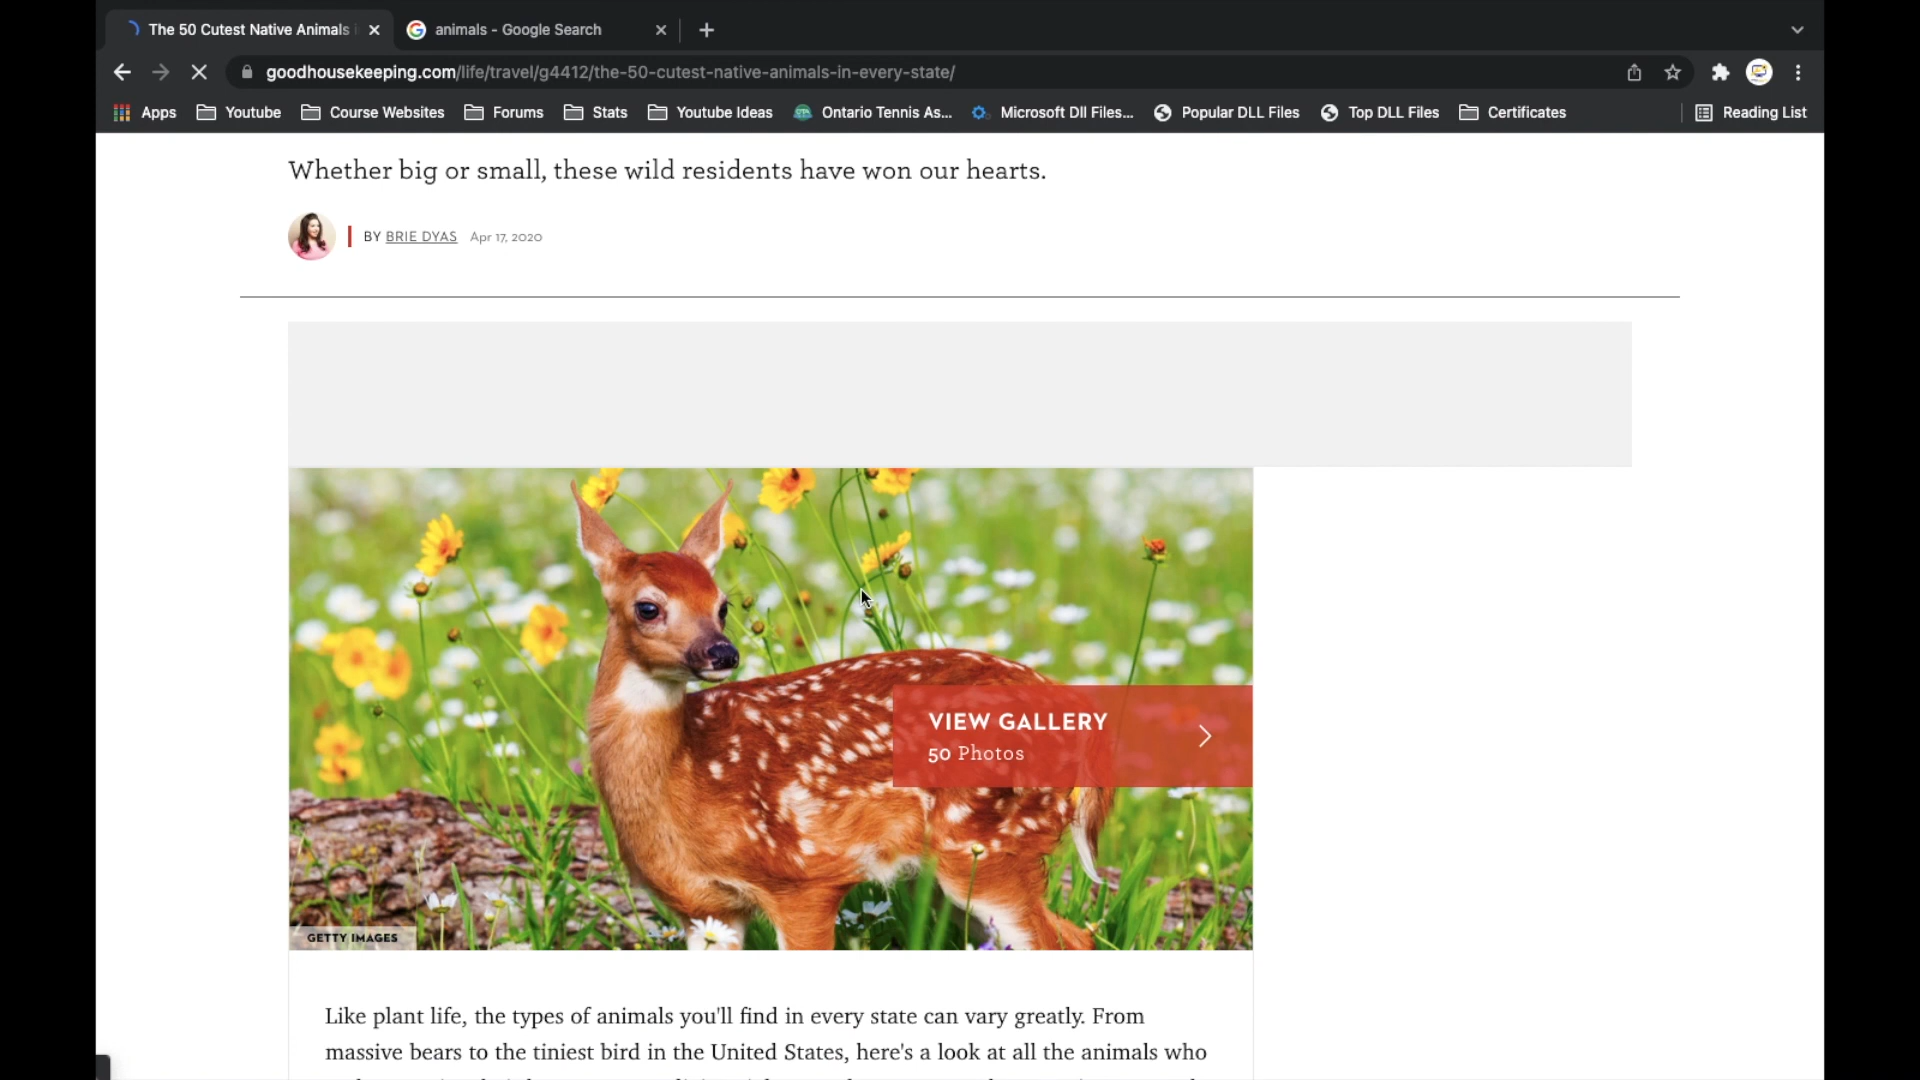 The 50 Cutest Native Animals i
animals - Google Search
goodhousekeeping.com/life/travel/g4412/the-50-cutest-native-animals-in-every-state/
Apps Youtube Course Websites Forums Stats Youtube Ideas Ontario Tennis As... Microsoft Dll Files... Popular DLL Files Top DLL Files Certificates Reading List
Whether big or small, these wild residents have won our hearts.
BY BRIE DYAS Apr 17, 2020
VIEW GALLERY
50 Photos
GETTY IMAGES
Like plant life, the types of animals you'll find in every state can vary greatly. From
massive bears to the tiniest bird in the United States, here's a look at all the animals who